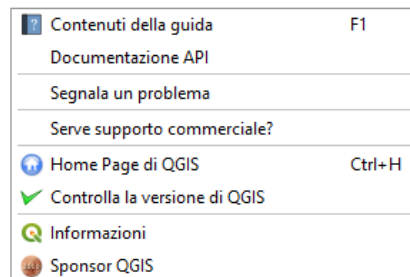 Contenuti della guida F1
Documentazione API
Segnala un problema
Serve supporto commerciale?
Home Page di QGIS Ctrl+H
Controlla la versione di QGIS
Informazioni
Sponsor QGIS